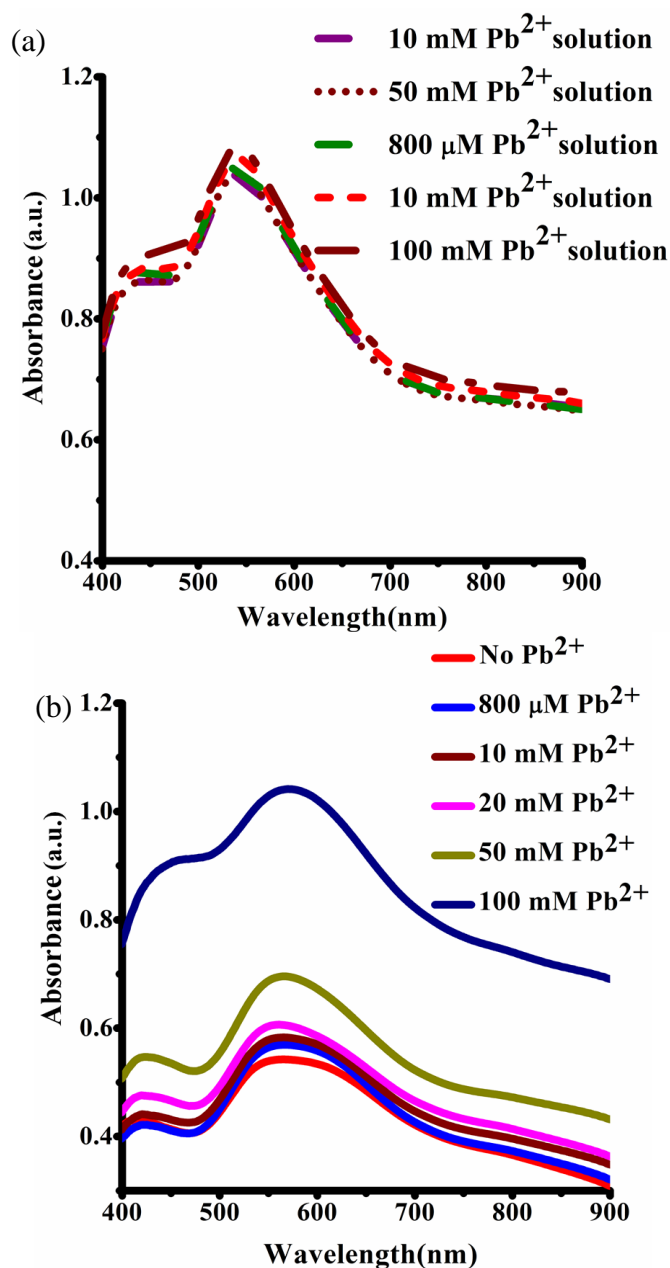 (a)
10 mM Pb2+ solution
50 mM Pb2+ solution
800 μM Pb2+ solution
10 mM Pb2+ solution
100 mM Pb2+ solution
1.2
1.0
0.8
0.6
0.4
Absorbance (a.u.)
400 500 600 700 800 900
Wavelength(nm)
(b)
No Pb2+
800 μM Pb2+
10 mM Pb2+
20 mM Pb2+
50 mM Pb2+
100 mM Pb2+
1.2
1.0
0.8
0.6
0.4
Absorbance (a.u.)
400 500 600 700 800 900
Wavelength(nm)